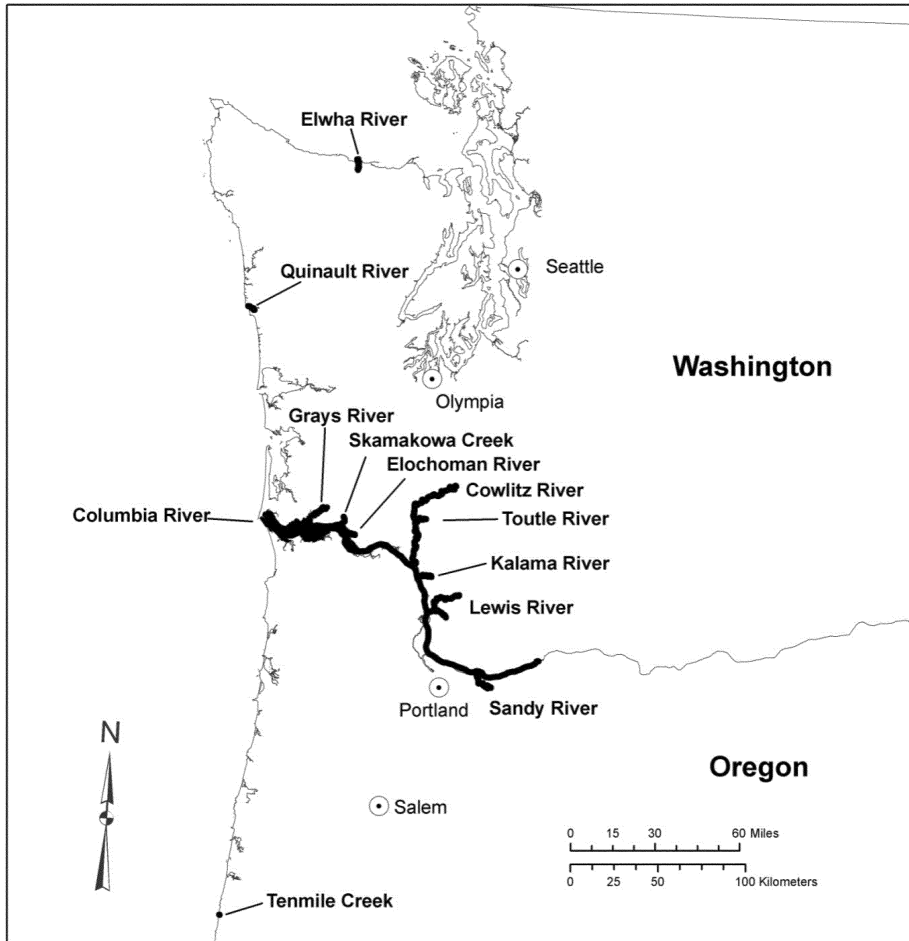 Elwha River
Seattle
Quinault River
Washington
Olympia
Grays River
Skamakowa Creek
Elochoman River
Cowlitz River
Columbia River
Toutle River
Kalama River
Lewis River
Portland
Sandy River
N
Oregon
Salem
0 15 30 60 Miles
0 25 50 100 Kilometers
Tenmile Creek